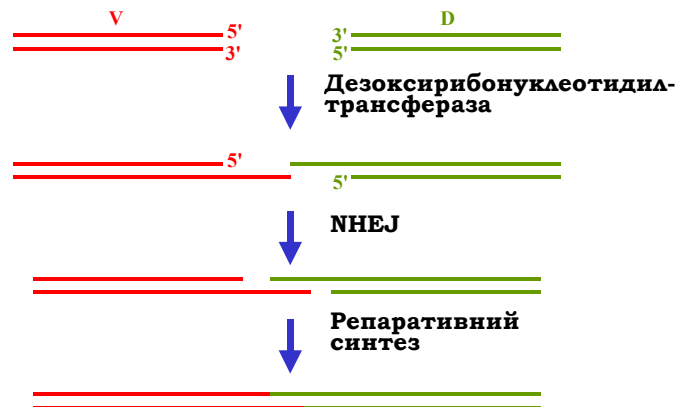 V D
5' 3'
3' 5'
Дезоксирибонуклеотидил-
трансфераза
5'
5'
NHEJ
Репаративний
синтез